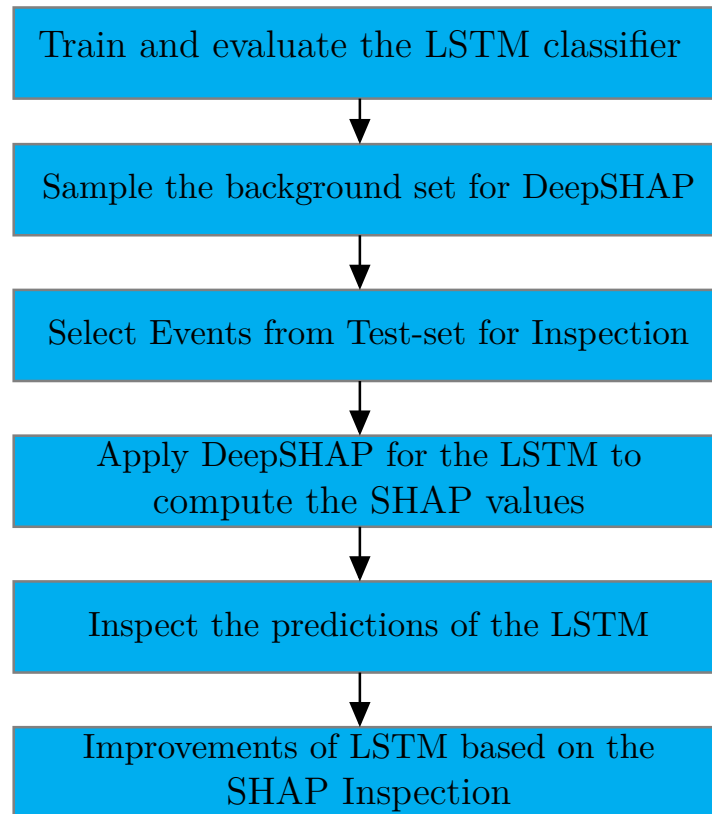 Train and evaluate the LSTM classifier
Sample the background set for DeepSHAP
Select Events from Test-set for Inspection
Apply DeepSHAP for the LSTM to
compute the SHAP values
Inspect the predictions of the LSTM
Improvements of LSTM based on the
SHAP Inspection